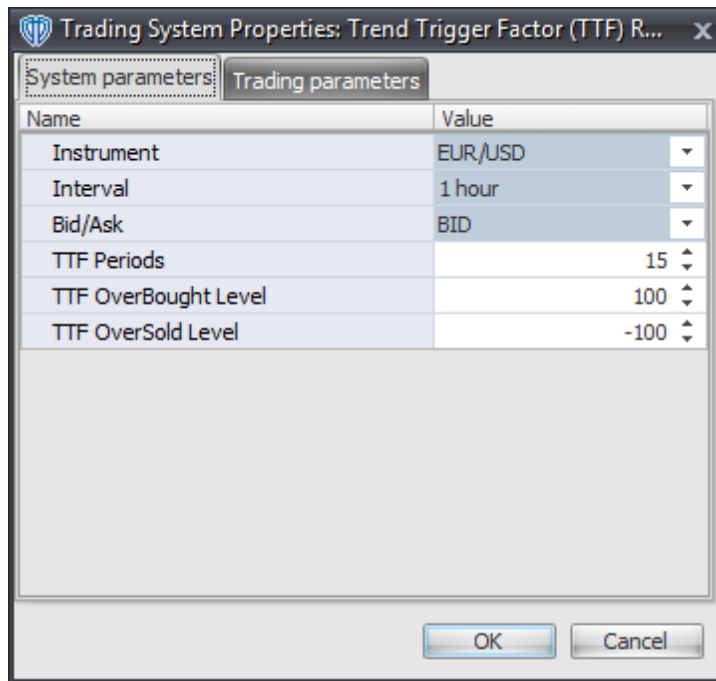 Trading System Properties: Trend Trigger Factor (TTF) R... x
System parameters Trading parameters
Name Value
Instrument EUR/USD
Interval 1 hour
Bid/Ask BID
TTF Periods 15
TTF OverBought Level 100
TTF OverSold Level -100
OK Cancel